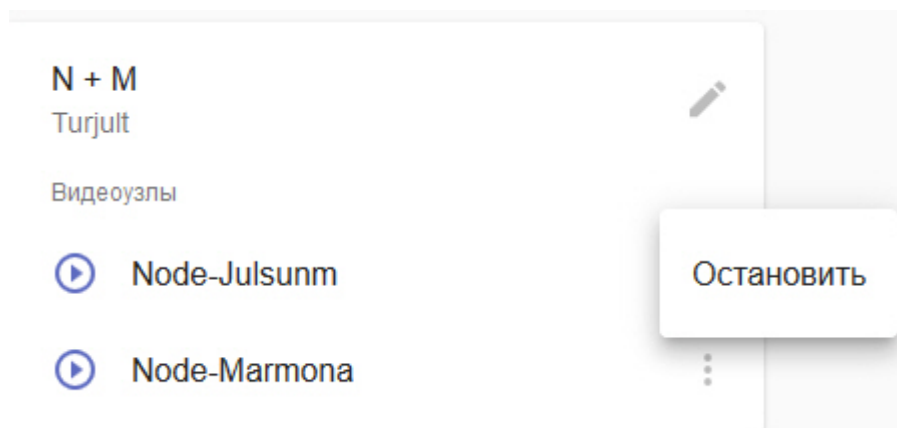 N + M
Turjult
Видеоузлы
Node-Julsunm
Остановить
Node-Marmona